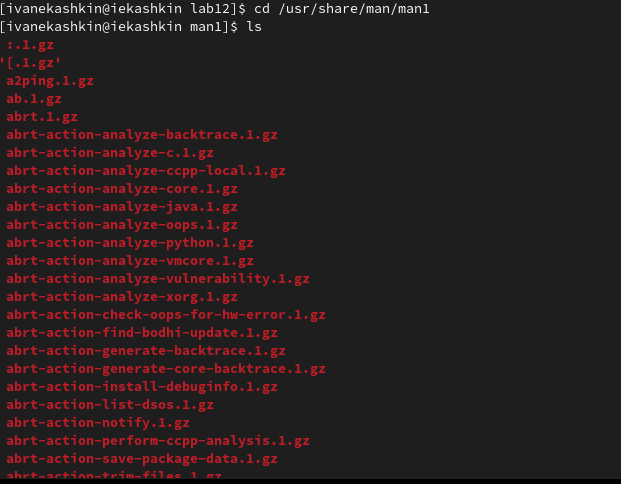 [ivanekashkin@iekashkin lab12]$ cd /usr/share/man/man1
[ivanekashkin@iekashkin man1]$ ls
:.1.gz
'[.1.gz'
a2ping.1.gz
ab.1.gz
abrt.1.gz
abrt-action-analyze-backtrace.1.gz
abrt-action-analyze-c.1.gz
abrt-action-analyze-ccpp-local.1.gz
abrt-action-analyze-core.1.gz
abrt-action-analyze-java.1.gz
abrt-action-analyze-oops.1.gz
abrt-action-analyze-python.1.gz
abrt-action-analyze-vmcore.1.gz
abrt-action-analyze-vulnerability.1.gz
abrt-action-analyze-xorg.1.gz
abrt-action-check-oops-for-hw-error.1.gz
abrt-action-find-bodhi-update.1.gz
abrt-action-generate-backtrace.1.gz
abrt-action-generate-core-backtrace.1.gz
abrt-action-install-debuginfo.1.gz
abrt-action-list-dsos.1.gz
abrt-action-notify.1.gz
abrt-action-perform-ccpp-analysis.1.gz
abrt-action-save-package-data.1.gz
abrt-action-trim-files.1.gz